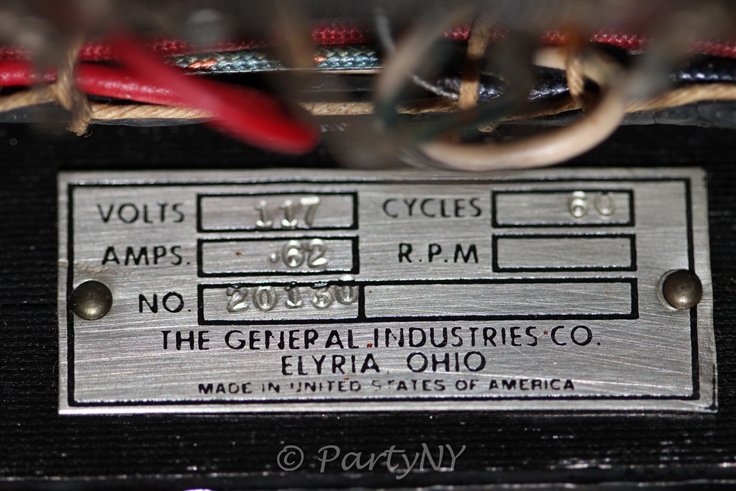 VOLTS 117 CYCLES 60
AMPS. .62 R.P.M
NO. 20130
THE GENERAL INDUSTRIES CO.
ELYRIA, OHIO
MADE IN UNITED STATES OF AMERICA
© PartyNY